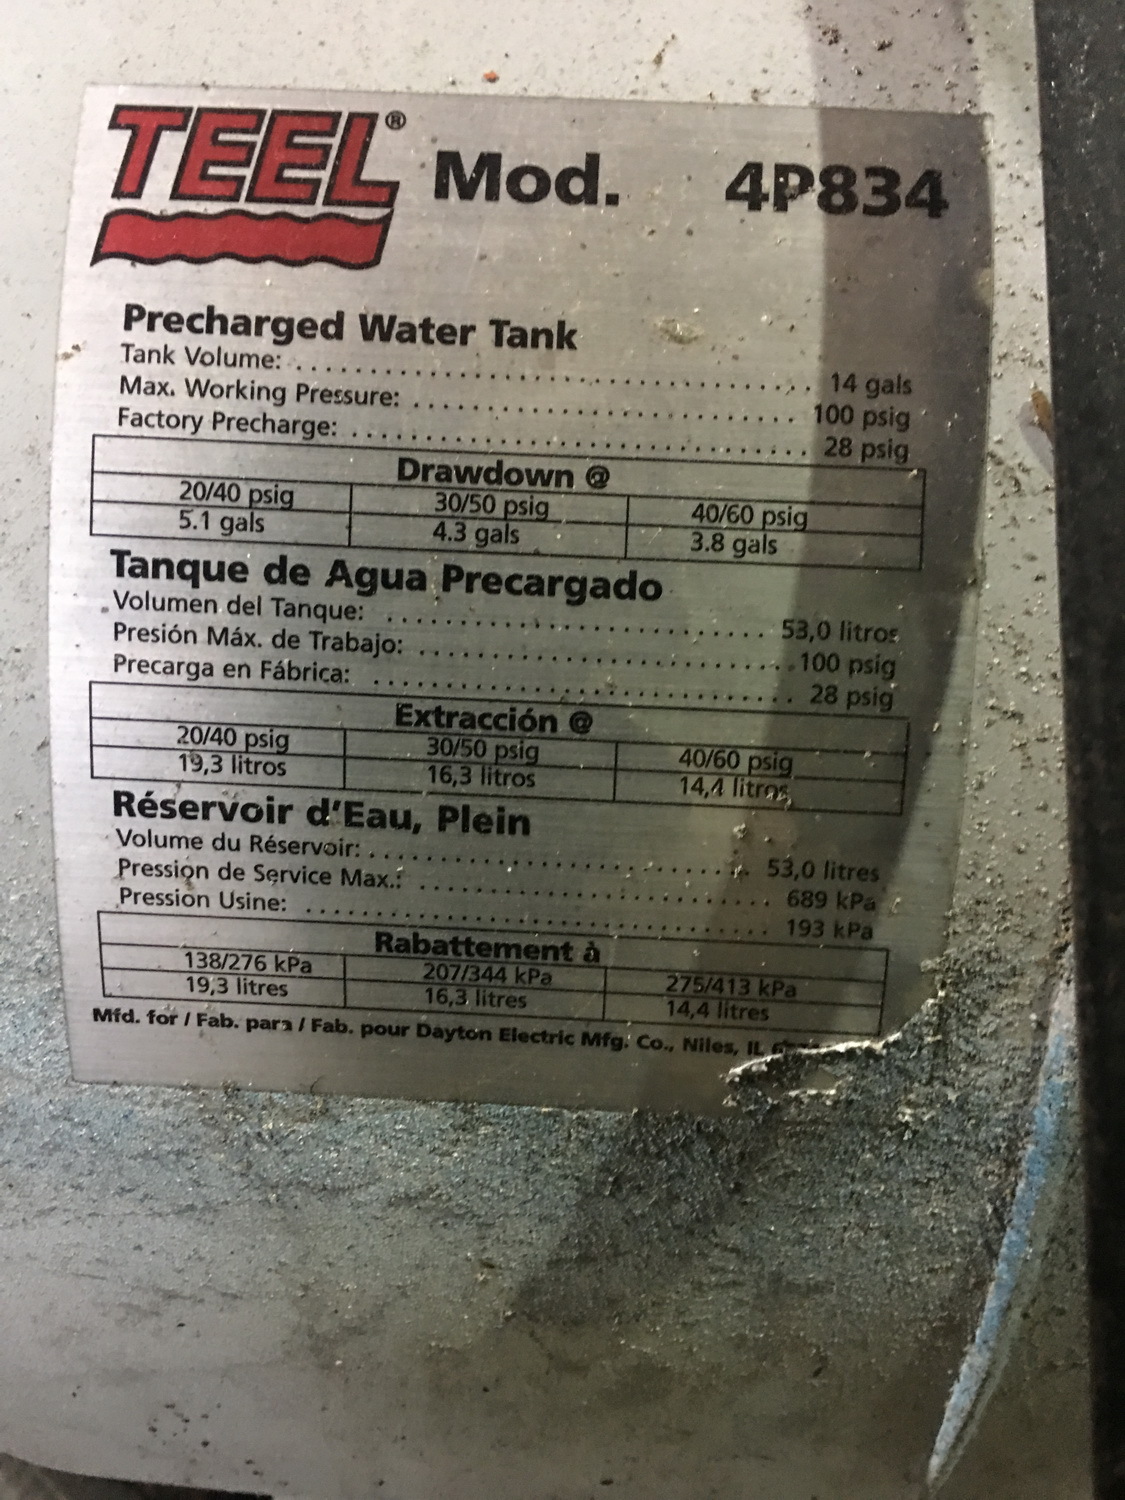 TEEL® Mod. 4P834
Precharged Water Tank
Tank Volume: 14 gals
Max. Working Pressure: 100 psig
Factory Precharge: 28 psig
Drawdown @
20/40 psig 30/50 psig 40/60 psig
5.1 gals 4.3 gals 3.8 gals
Tanque de Agua Precargado
Volumen del Tanque: 53,0 litros
Presión Máx. de Trabajo: 100 psig
Precarga en Fábrica: 28 psig
Extracción @
20/40 psig 30/50 psig 40/60 psig
19,3 litros 16,3 litros 14,4 litros
Réservoir d'Eau, Plein
Volume du Réservoir: 53,0 litres
Pression de Service Max.: 689 kPa
Pression Usine: 193 kPa
Rabattement à
138/276 kPa 207/344 kPa 275/413 kPa
19,3 litres 16,3 litres 14,4 litres
Mfd. for / Fab. para / Fab. pour Dayton Electric Mfg. Co., Niles, IL